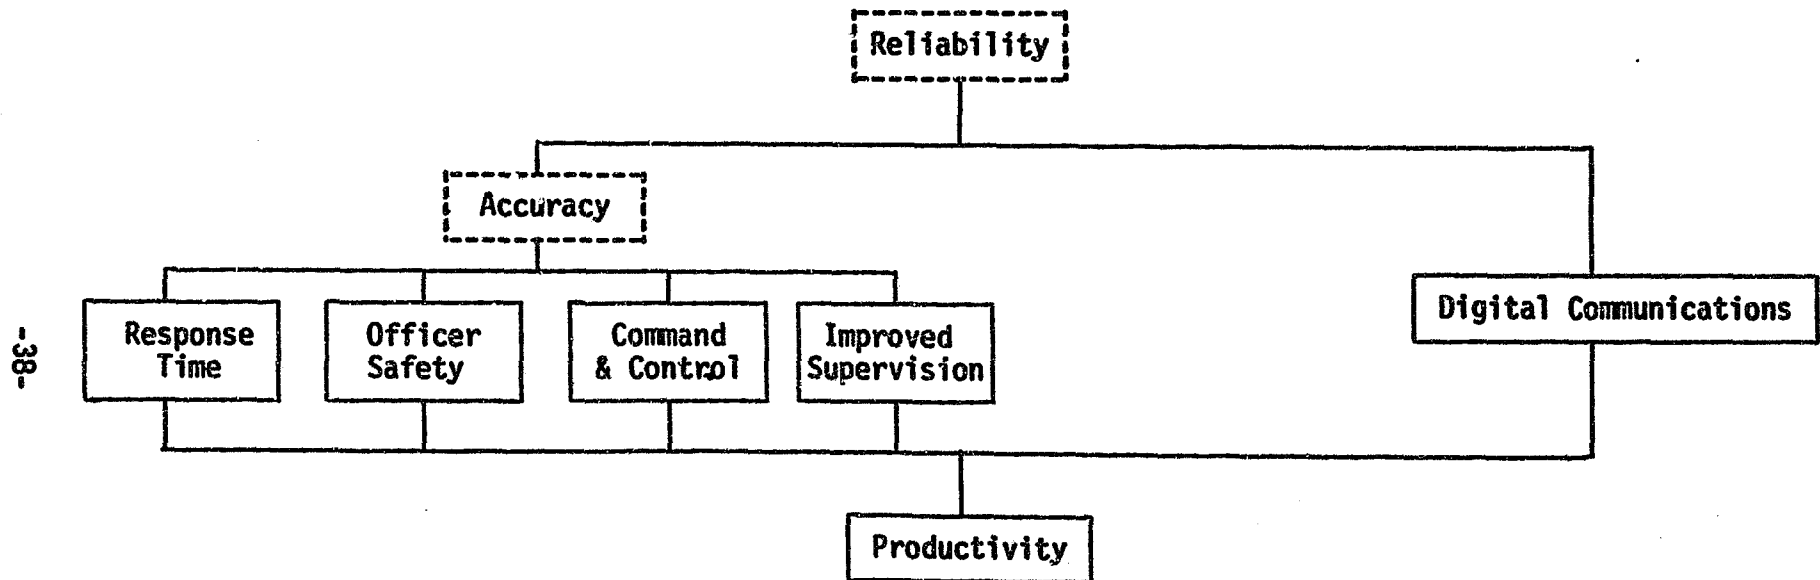 Reliability
Accuracy
Response
Time
Officer
Safety
Command
& Control
Improved
Supervision
Digital Communications
Productivity
-38-